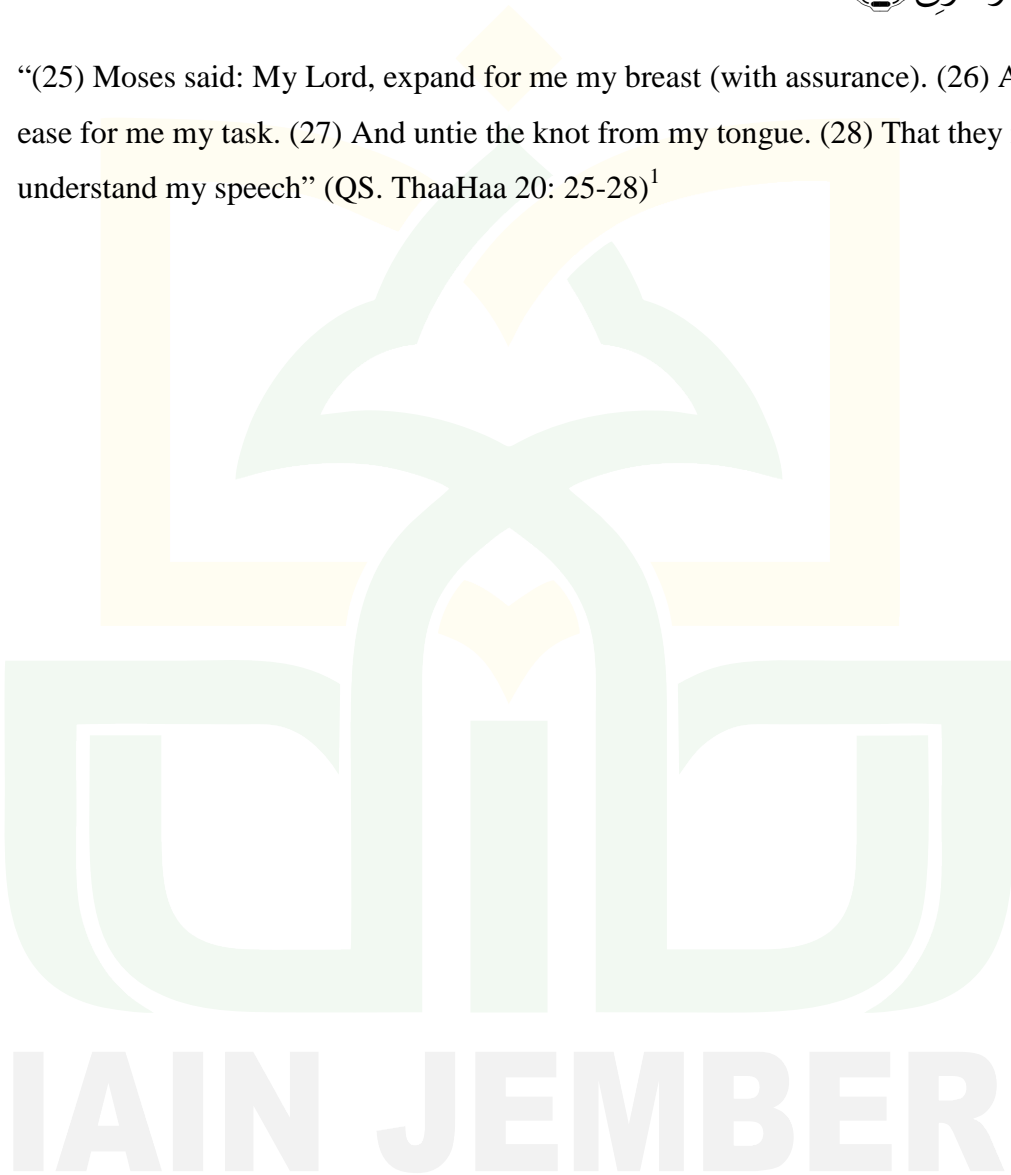 “(25) Moses said: My Lord, expand for me my breast (with assurance). (26) A
ease for me my task. (27) And untie the knot from my tongue. (28) That they
understand my speech” (QS. ThaaHaa 20: 25-28)1
IAIN JEMBER